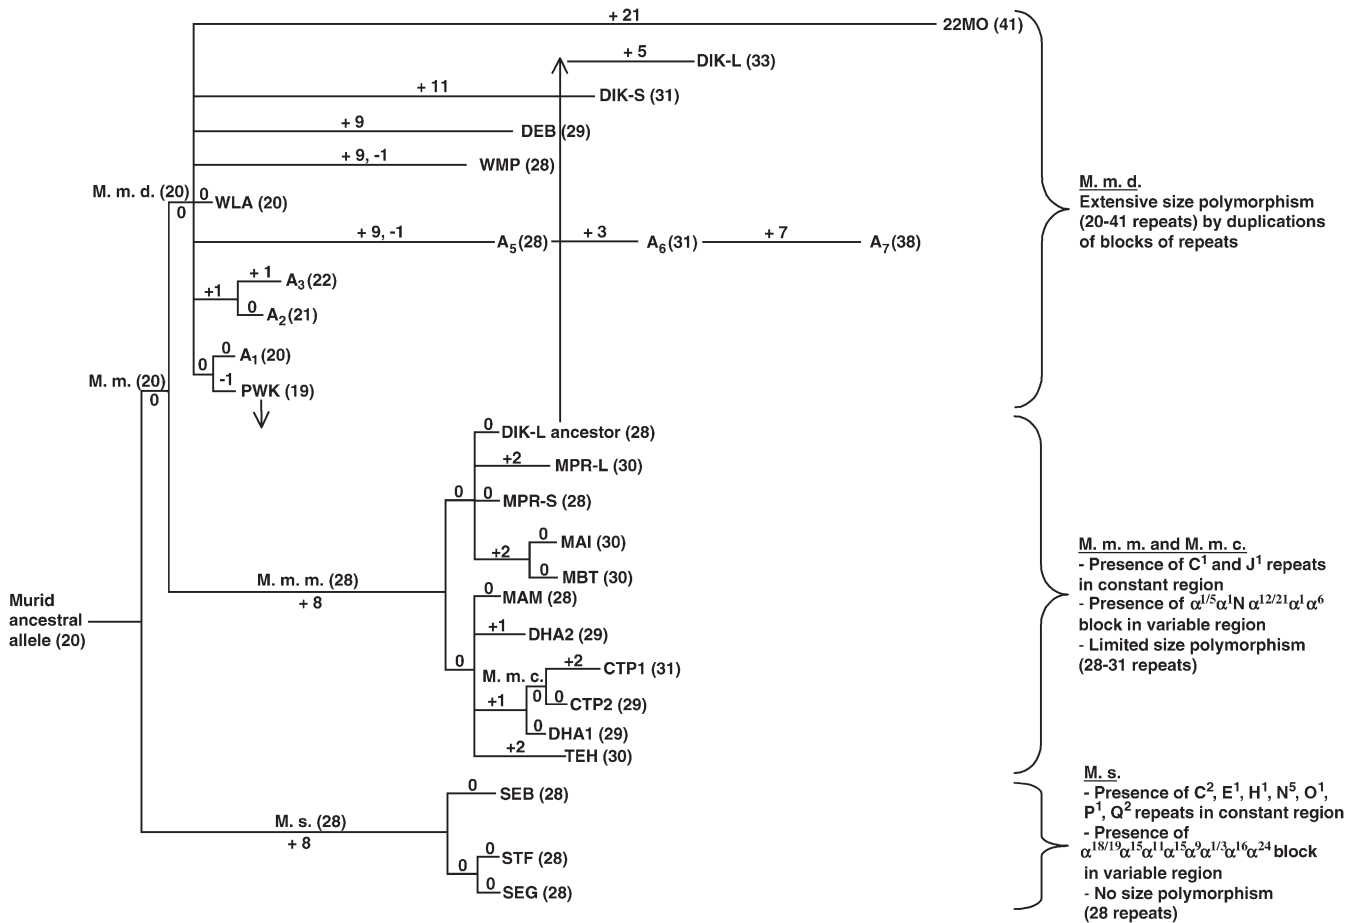 + 21
22MO (41)
+ 5
DIK-L (33)
+ 11
DIK-S (31)
+ 9
DEB (29)
+ 9, -1
WMP (28)
M. m. d. (20)
0
0
WLA (20)
+ 9, -1
A5 (28)
+ 3
A6 (31)
+ 7
A7 (38)
+1
+ 1
A3 (22)
0
A2 (21)
0
0
A1 (20)
-1
PWK (19)
M. m. (20)
0
0
DIK-L ancestor (28)
+2
MPR-L (30)
0
0
MPR-S (28)
+2
0
MAI (30)
0
MBT (30)
M. m. m. (28)
+ 8
0
MAM (28)
+1
DHA2 (29)
0
M. m. c.
+2
CTP1 (31)
+1
0
0
CTP2 (29)
0
DHA1 (29)
+2
TEH (30)
Murid
ancestral
allele (20)
0
SEB (28)
M. s. (28)
+ 8
0
0
STF (28)
0
SEG (28)
M. m. d.
Extensive size polymorphism
(20-41 repeats) by duplications
of blocks of repeats
M. m. m. and M. m. c.
- Presence of C¹ and J¹ repeats
in constant region
- Presence of α¹/⁵α¹N α¹²/²¹α¹α⁶
block in variable region
- Limited size polymorphism
(28-31 repeats)
M. s.
- Presence of C², E¹, H¹, N⁵, O¹,
P¹, Q² repeats in constant region
- Presence of
α¹⁸/¹⁹α¹⁵α¹¹α¹⁵α⁹α¹/³α¹⁶α²⁴ block
in variable region
- No size polymorphism
(28 repeats)